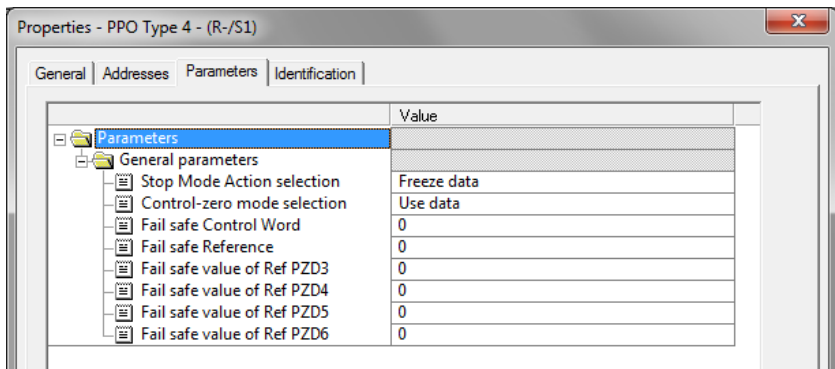 Properties - PPO Type 4 - (R-/S1)
General Addresses Parameters Identification
Value
Parameters
General parameters
Stop Mode Action selection Freeze data
Control-zero mode selection Use data
Fail safe Control Word 0
Fail safe Reference 0
Fail safe value of Ref PZD3 0
Fail safe value of Ref PZD4 0
Fail safe value of Ref PZD5 0
Fail safe value of Ref PZD6 0